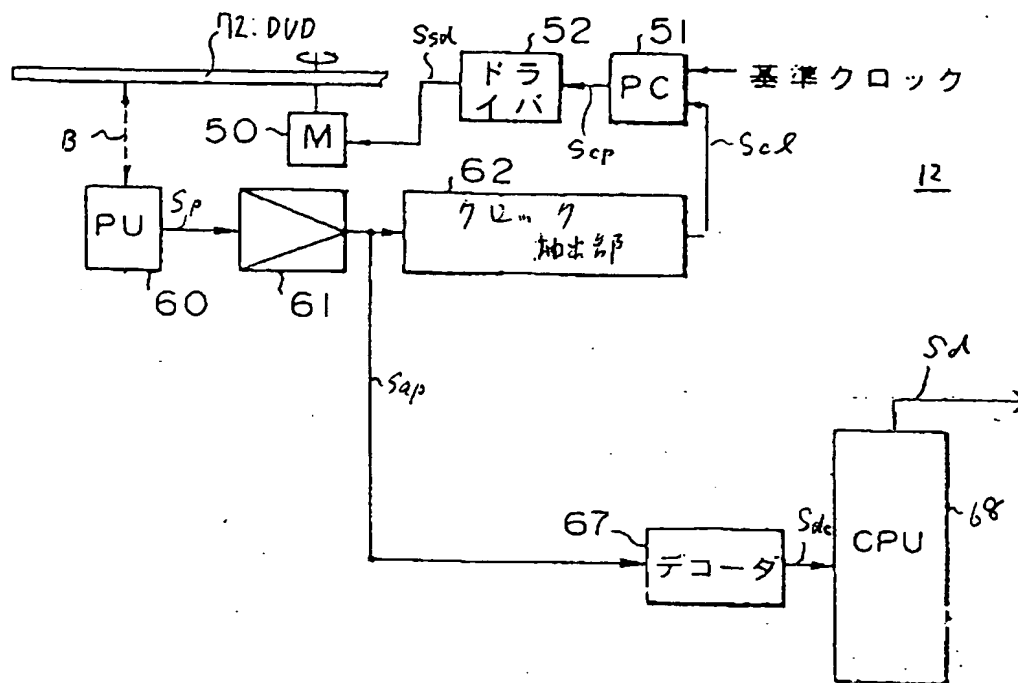 72:DVD
Ssd
52
ドライバ
51
PC
基準クロック
Scp
Scl
12
B
50
M
62
クロック
抽出部
PU
Sp
60
61
Sap
Sd
67
デコーダ
Sdc
CPU
68